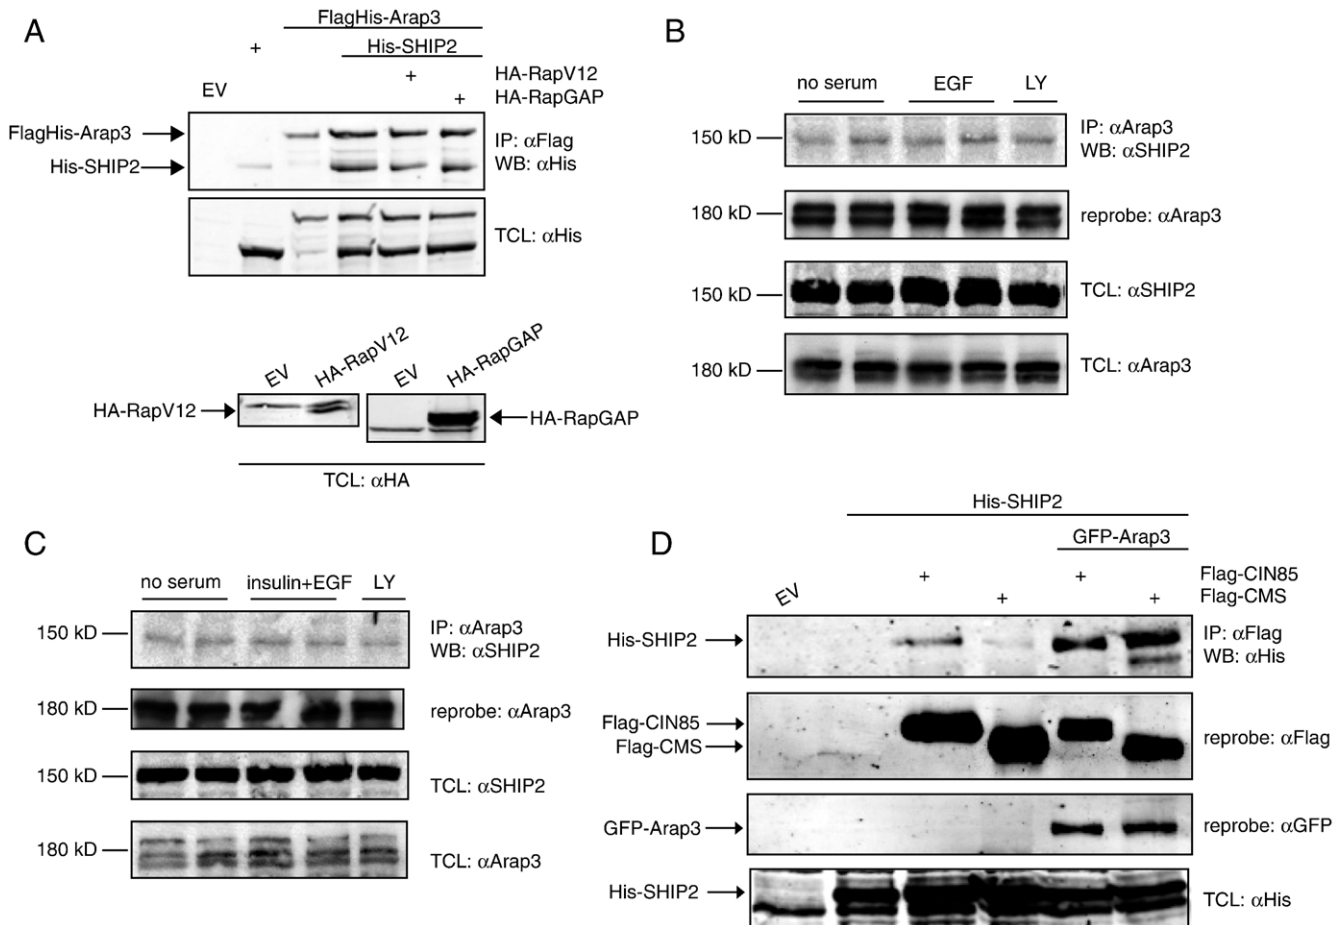 A
FlagHis-Arap3
+
His-SHIP2
EV
+
HA-RapV12
+
HA-RapGAP
FlagHis-Arap3
His-SHIP2
IP: αFlag
WB: αHis
TCL: αHis
EV
HA-RapV12
EV
HA-RapGAP
HA-RapV12
HA-RapGAP
TCL: αHA
B
no serum
EGF
LY
150 kD
IP: αArap3
WB: αSHIP2
180 kD
reprobe: αArap3
150 kD
TCL: αSHIP2
180 kD
TCL: αArap3
C
no serum
insulin+EGF
LY
150 kD
IP: αArap3
WB: αSHIP2
180 kD
reprobe: αArap3
150 kD
TCL: αSHIP2
180 kD
TCL: αArap3
D
His-SHIP2
GFP-Arap3
EV
+
+
Flag-CIN85
+
+
Flag-CMS
His-SHIP2
IP: αFlag
WB: αHis
Flag-CIN85
Flag-CMS
reprobe: αFlag
GFP-Arap3
reprobe: αGFP
His-SHIP2
TCL: αHis